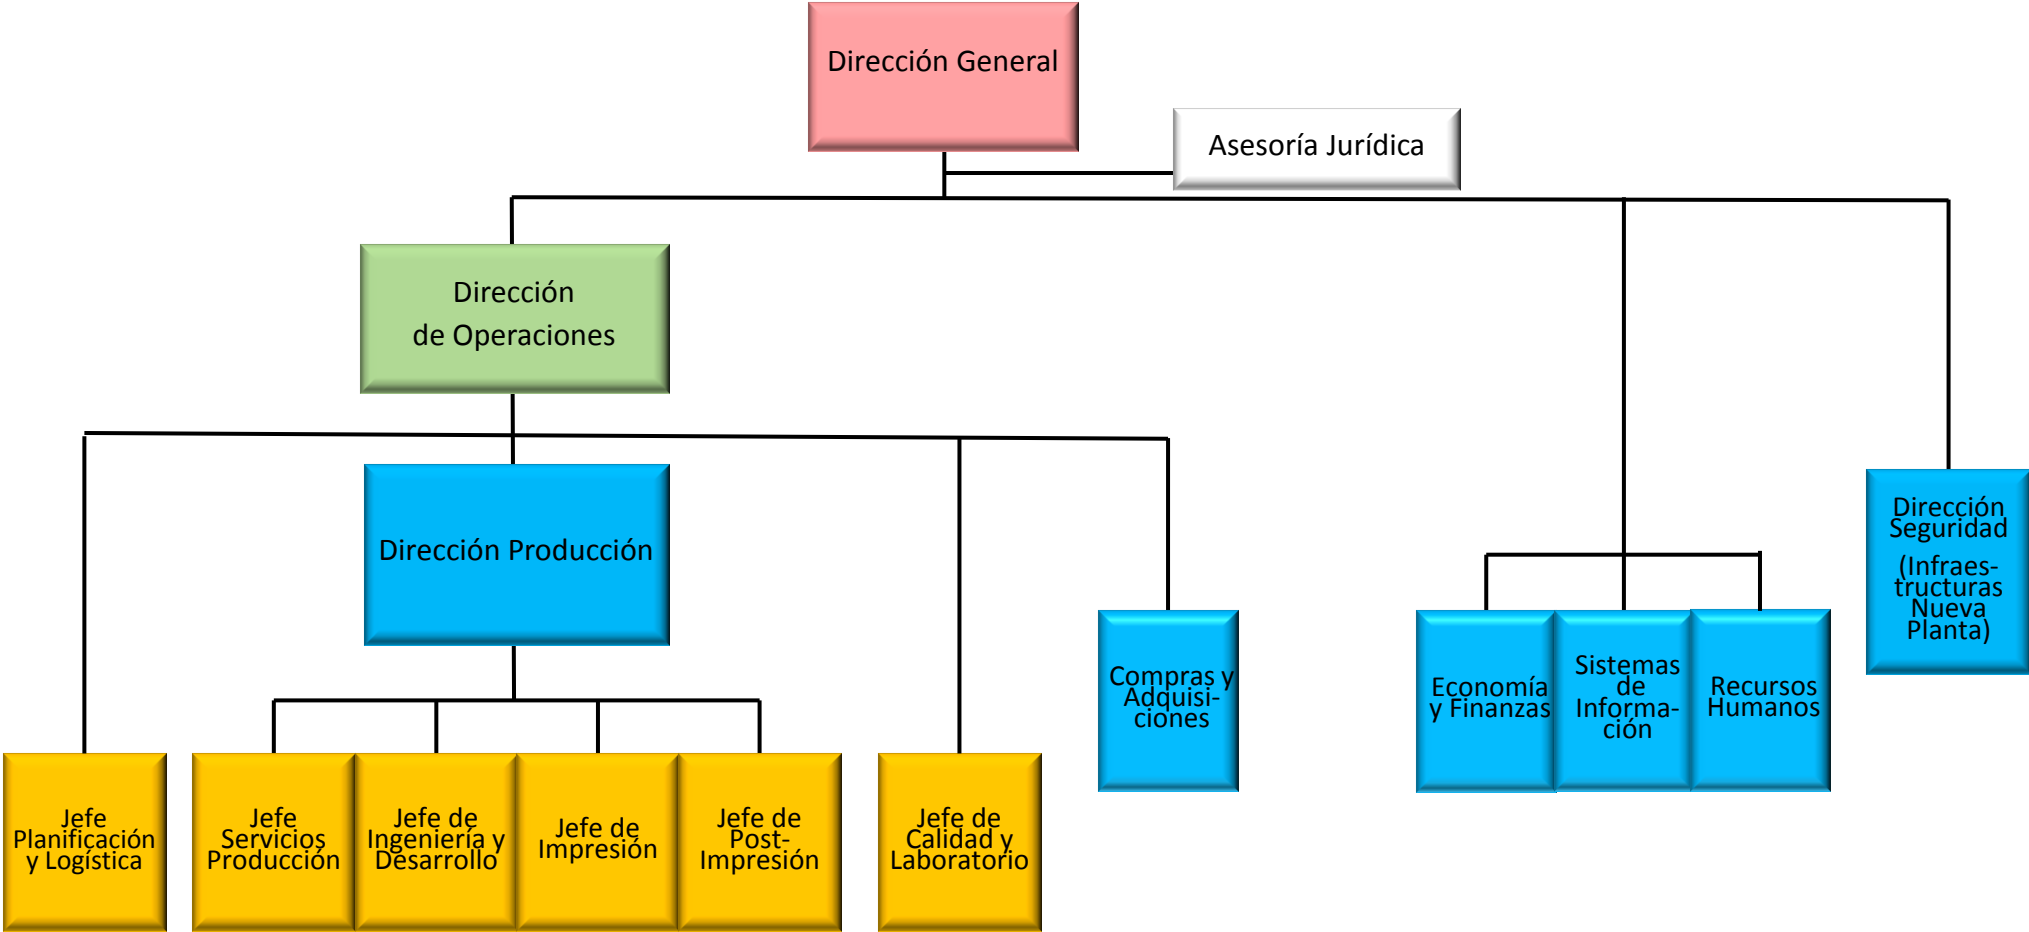 Dirección General
Asesoría Jurídica
Dirección
de Operaciones
Dirección Producción
Dirección
Seguridad
(Infraes-
tructuras
Nueva
Planta)
Compras y
Adquisi-
ciones
Economía
y Finanzas
Sistemas
de
Informa-
ción
Recursos
Humanos
Jefe
Planificación
y Logística
Jefe
Servicios
Producción
Jefe de
Ingeniería y
Desarrollo
Jefe de
Impresión
Jefe de
Post-
Impresión
Jefe de
Calidad y
Laboratorio